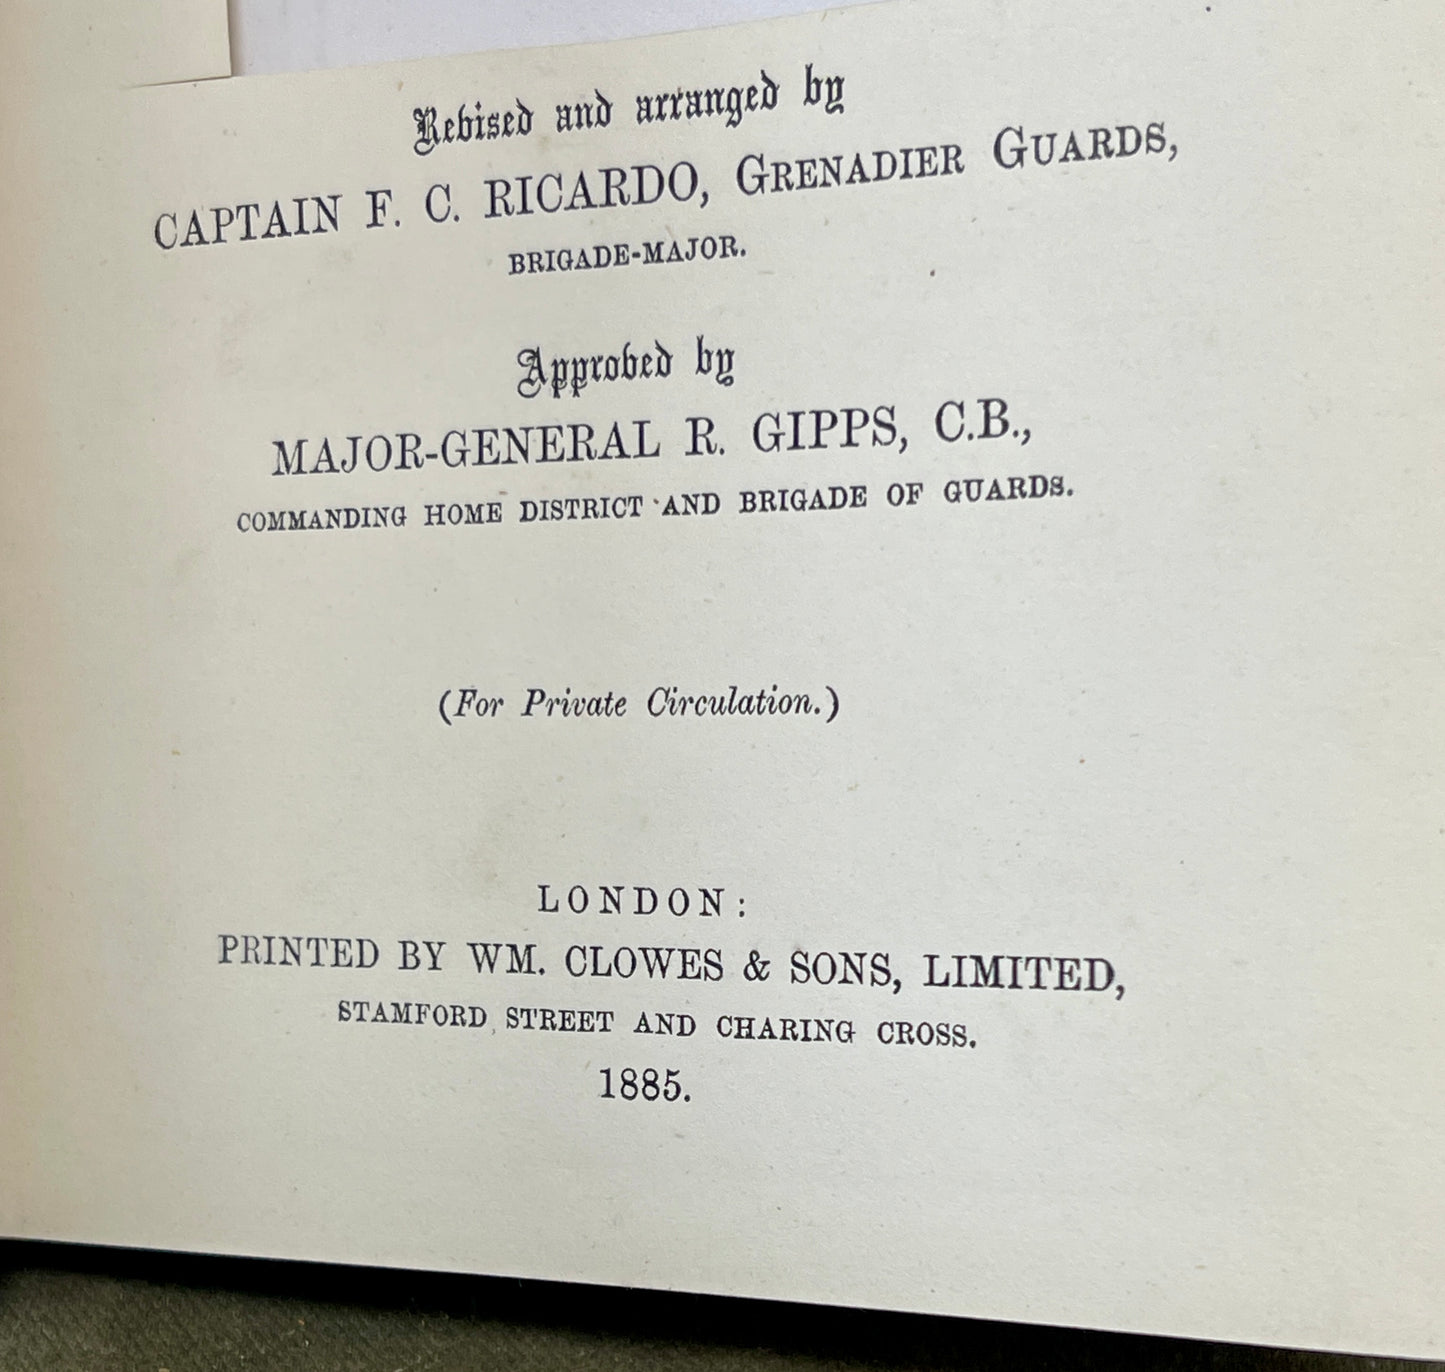 Revised and arranged by
CAPTAIN F. C. RICARDO, GRENADIER GUARDS,
BRIGADE-MAJOR.
Approved by
MAJOR-GENERAL R. GIPPS, C.B.,
COMMANDING HOME DISTRICT AND BRIGADE OF GUARDS.
(For Private Circulation.)
LONDON:
PRINTED BY WM. CLOWES & SONS, LIMITED,
STAMFORD STREET AND CHARING CROSS.
1885.